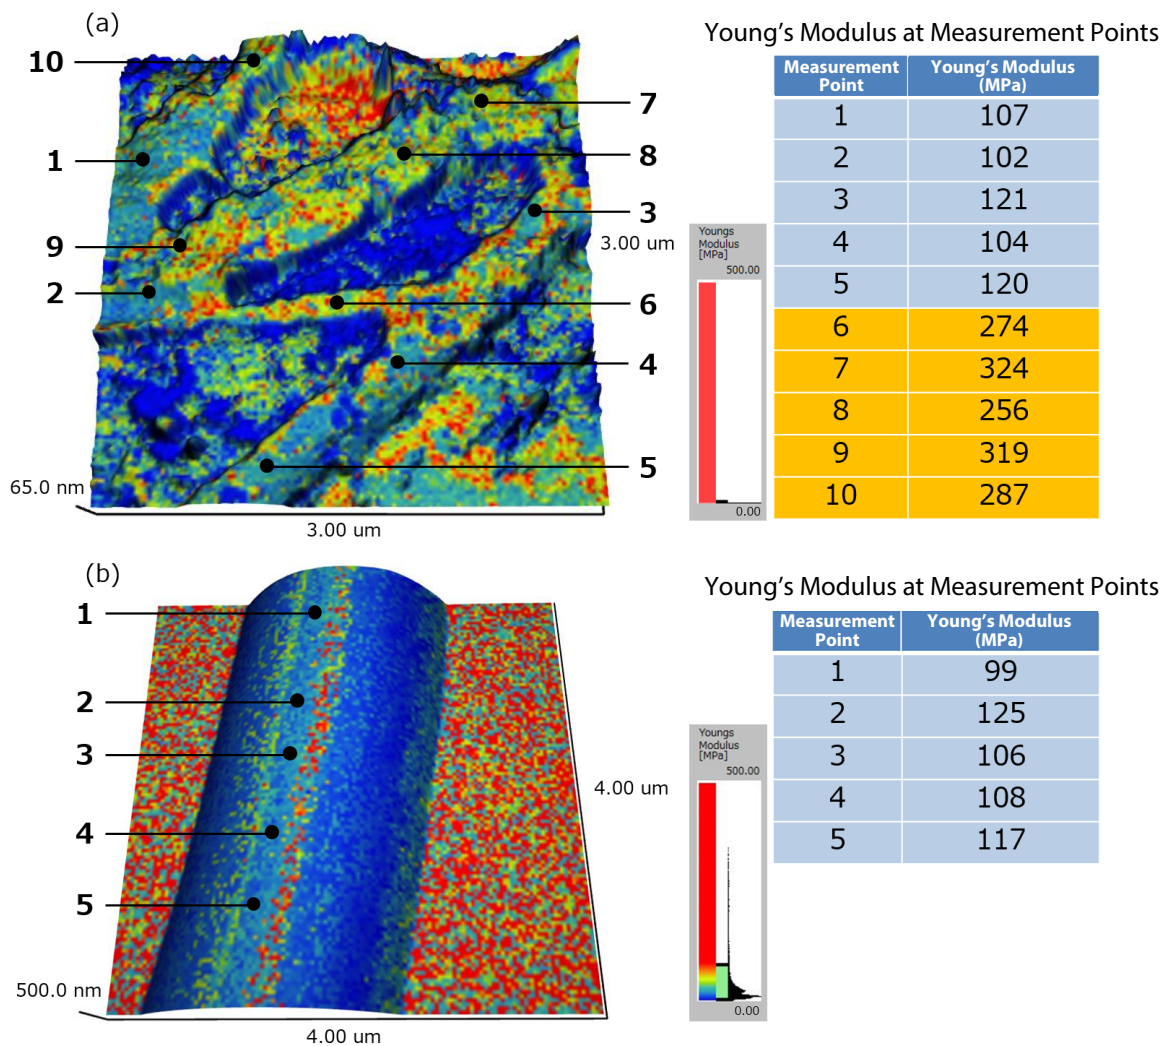 (a)
10
1
9
2
7
8
3
3.00 um
6
4
5
65.0 nm
3.00 um
Young’s Modulus at Measurement Points
Youngs
Modulus
[MPa]
500.00
0.00
Measurement Point Young’s Modulus (MPa)
1 107
2 102
3 121
4 104
5 120
6 274
7 324
8 256
9 319
10 287
(b)
1
2
3
4
5
4.00 um
500.0 nm
4.00 um
Young’s Modulus at Measurement Points
Youngs
Modulus
[MPa]
500.00
0.00
Measurement Point Young’s Modulus (MPa)
1 99
2 125
3 106
4 108
5 117